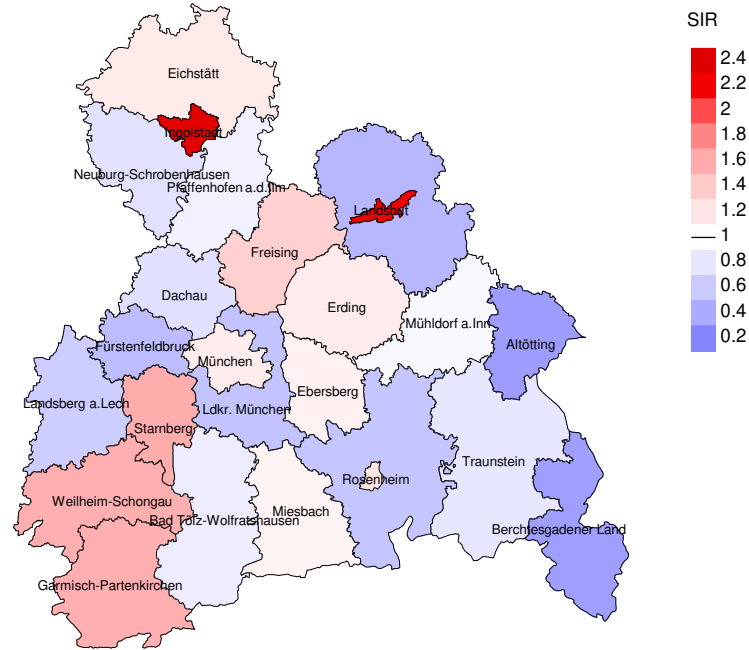 SIR
2.4
2.2
2
1.8
1.6
1.4
1.2
1
0.8
0.6
0.4
0.2
Eichstätt
Ingolstadt
Neuburg-Schrobenhausen
Pfaffenhofen a.d.Ilm
Landshut
Freising
Dachau
Erding
Mühldorf a.Inn
Altötting
Fürstenfeldbruck
München
Ebersberg
Landsberg a.Lech
Ldkr. München
Starnberg
Traunstein
Rosenheim
Weilheim-Schongau
Miesbach
Bad Tölz-Wolfratshausen
Berchtesgadener Land
Garmisch-Partenkirchen